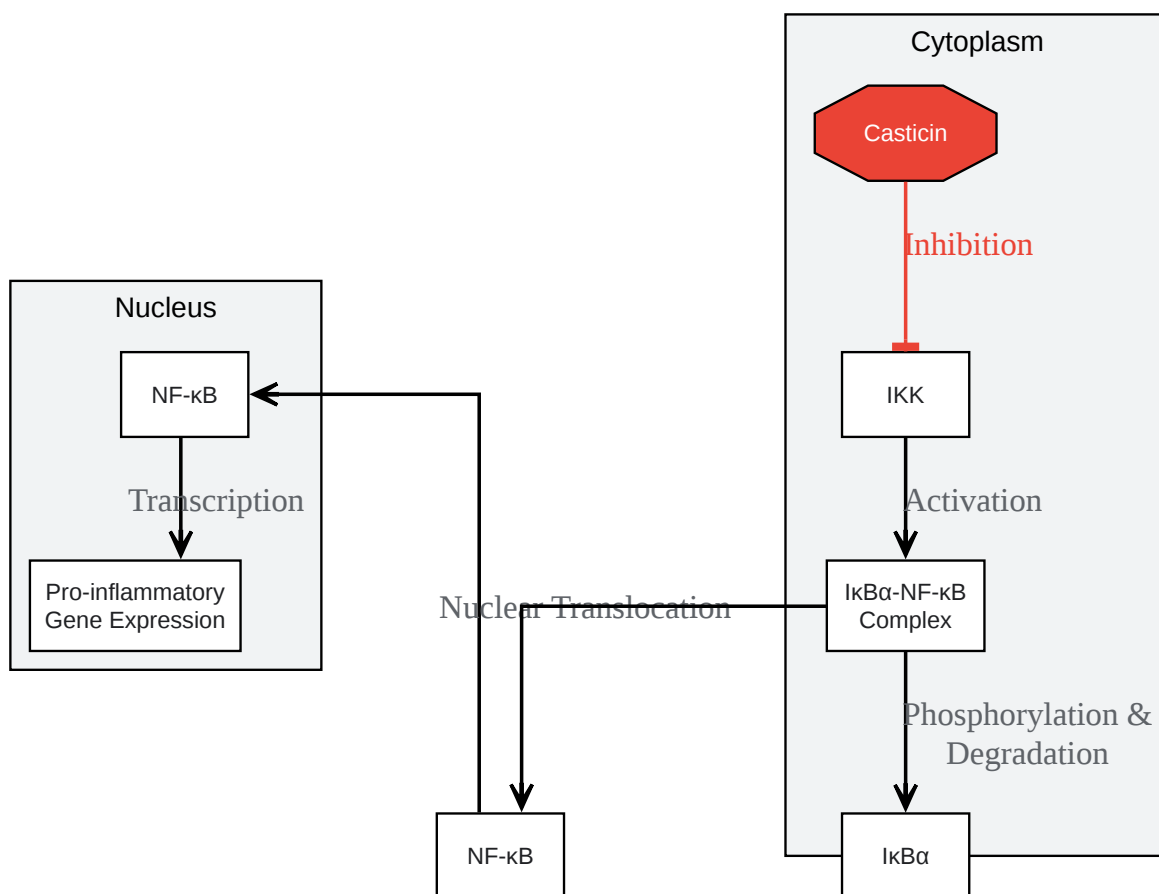 Cytoplasm
Casticin
Inhibition
Nucleus
NF-κB
IKK
Transcription
Activation
Pro-inflammatory
Gene Expression
Nuclear Translocation
IκBα-NF-κB
Complex
Phosphorylation &
Degradation
NF-κB
IκBα